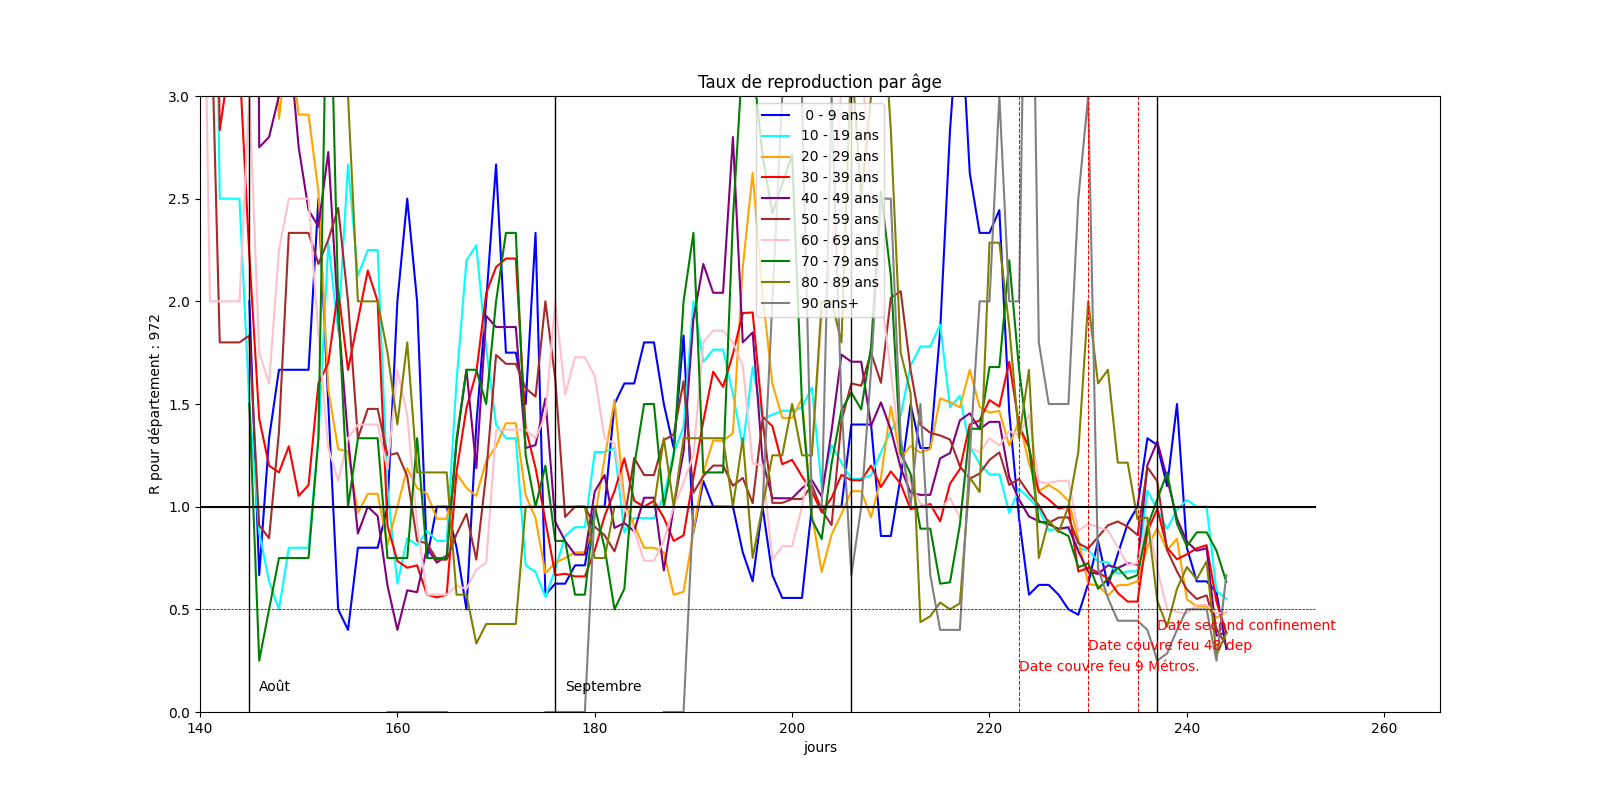 Taux de reproduction par âge
R pour département : 972
3.0
2.5
2.0
1.5
1.0
0.5
0.0
0 - 9 ans
10 - 19 ans
20 - 29 ans
30 - 39 ans
40 - 49 ans
50 - 59 ans
60 - 69 ans
70 - 79 ans
80 - 89 ans
90 ans+
Date second confinement
Date couvre feu 48 dep
Date couvre feu 9 Métros.
Août
Septembre
140 160 180 200 220 240 260
jours